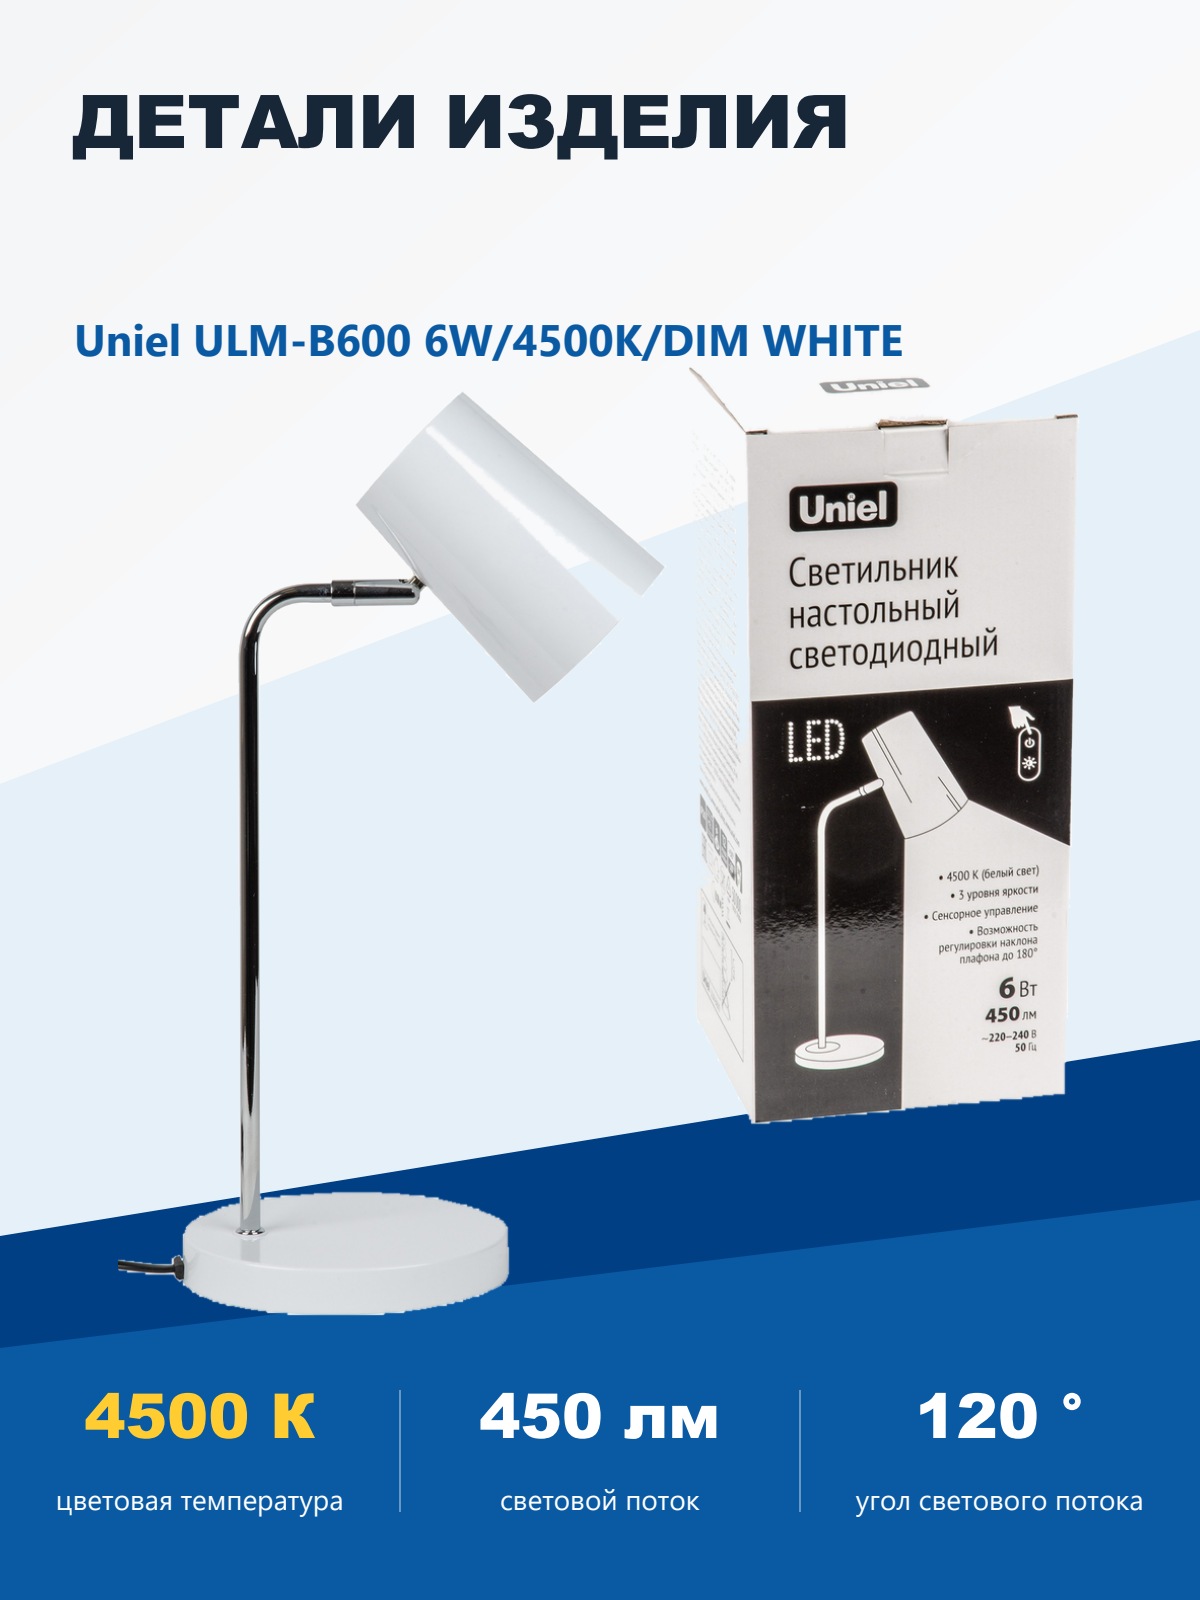 ДЕТАЛИ ИЗДЕЛИЯ
Uniel ULM-B600 6W/4500K/DIM WHITE
Uniel
Uniel
Светильник
настольный
светодиодный
LED
• 4500 К (белый свет)
• 3 уровня яркости
• Сенсорное управление
• Возможность
регулировки наклона
плафона до 180°
6 Вт
450 лм
~220–240 В
50 Гц
4500 К
цветовая температура
450 лм
световой поток
120 °
угол светового потока